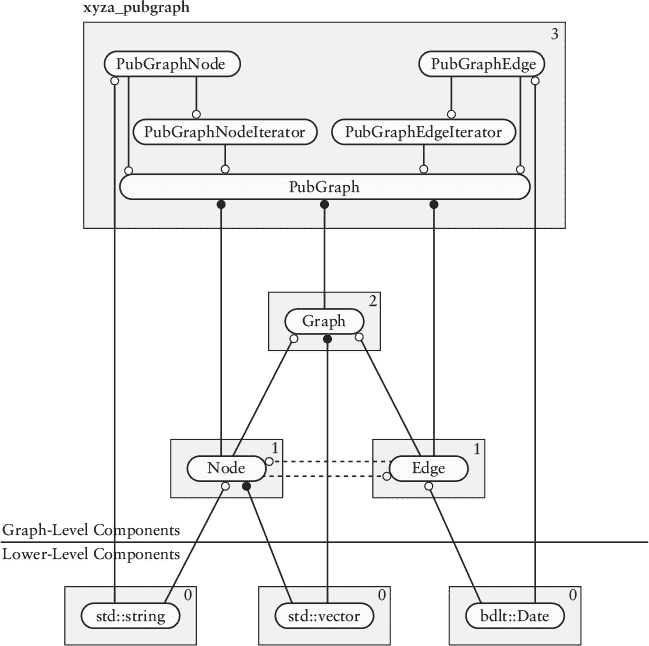 xyza_pubgraph
3
PubGraphNode
PubGraphEdge
PubGraphNodeIterator
PubGraphEdgeIterator
PubGraph
2
Graph
1
Node
1
Edge
Graph-Level Components
Lower-Level Components
0
std::string
0
std::vector
0
bdlt::Date